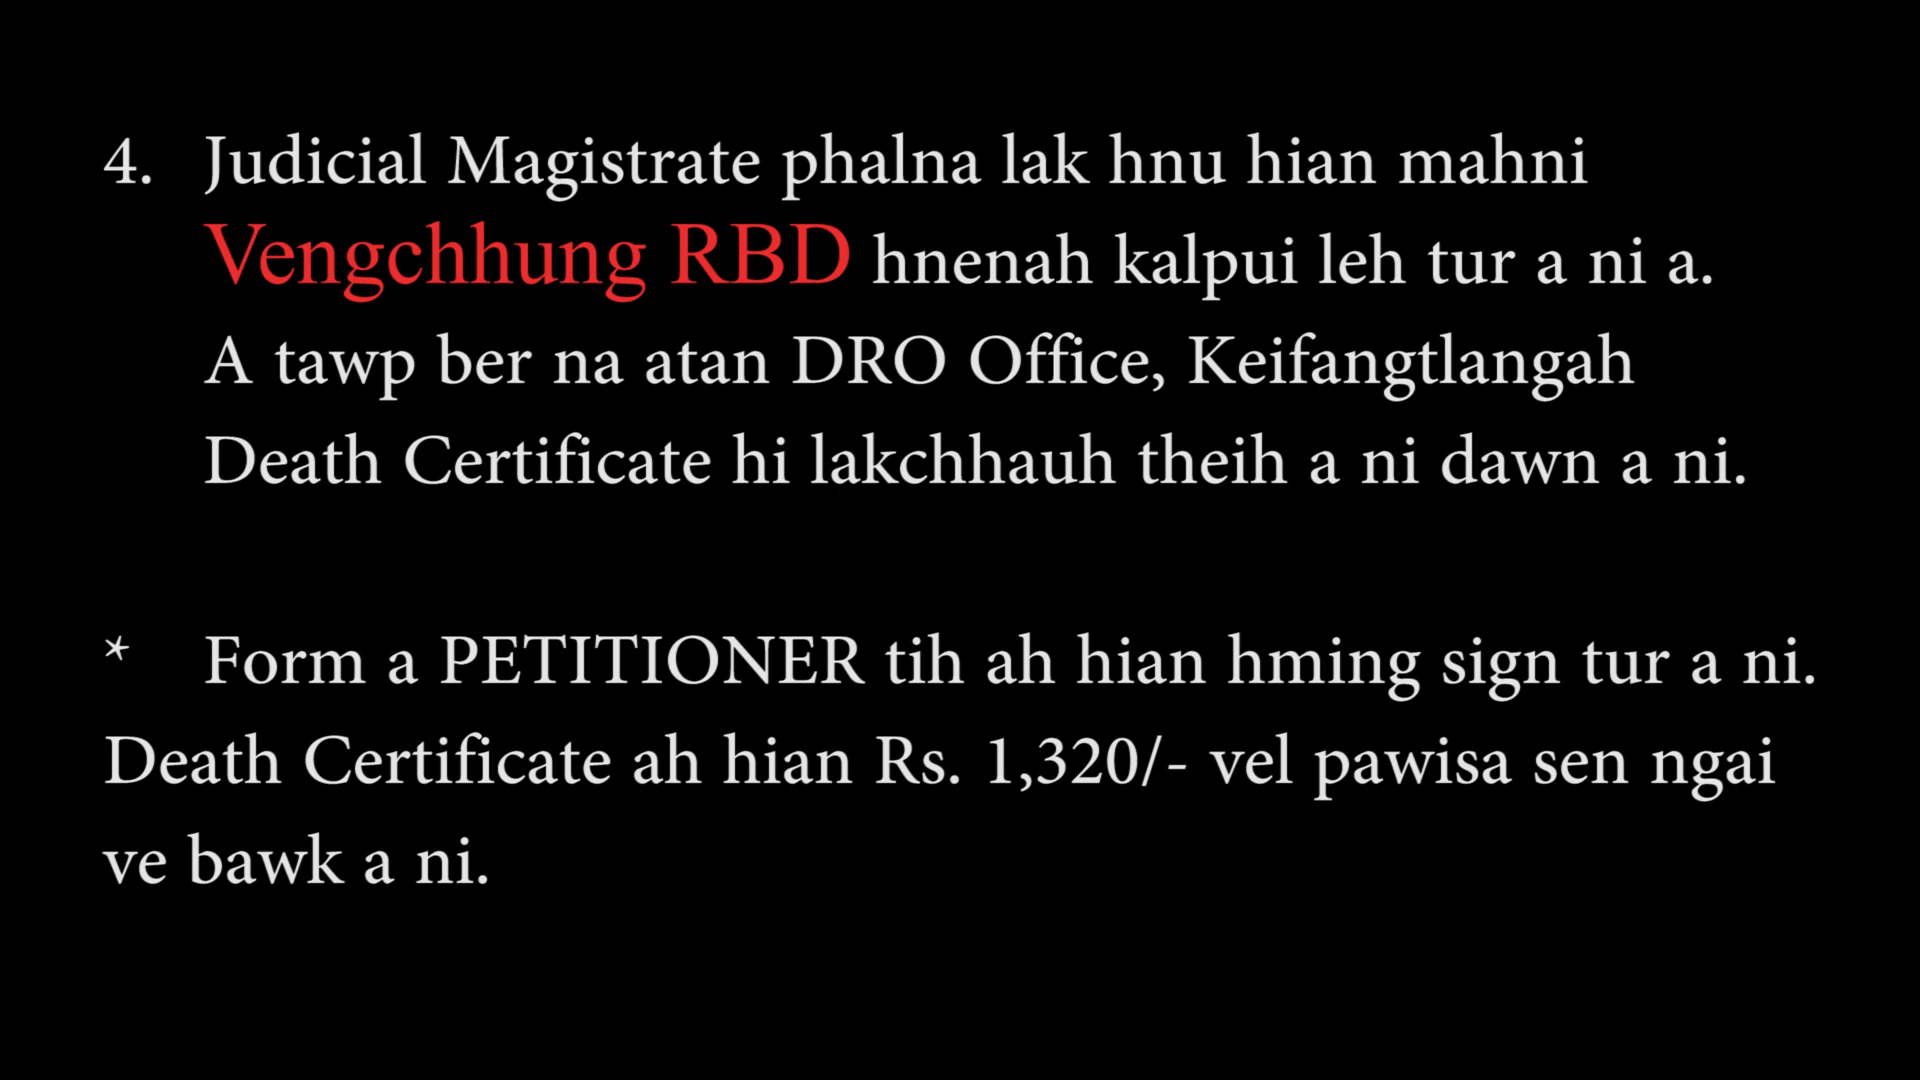 4. Judicial Magistrate phalna lak hnu hian mahni
Vengchhung RBD hnenah kalpui leh tur a ni a.
A tawp ber na atan DRO Office, Keifangtlangah
Death Certificate hi lakchhauh theih a ni dawn a ni.
* Form a PETITIONER tih ah hian hming sign tur a ni.
Death Certificate ah hian Rs. 1,320/- vel pawisa sen ngai
ve bawk a ni.